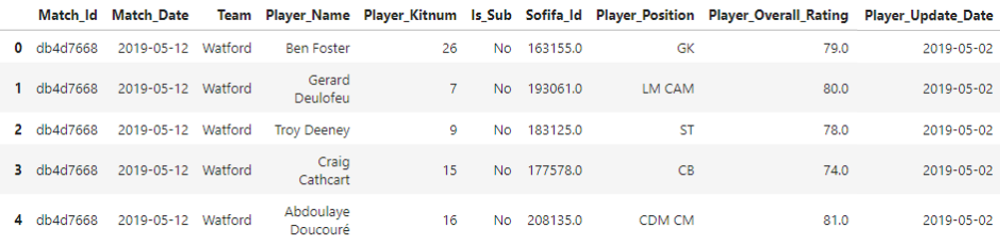 Match_Id Match_Date Team Player_Name Player_Kitnum Is_Sub Sofifa_Id Player_Position Player_Overall_Rating Player_Update_Date
0 db4d7668 2019-05-12 Watford Ben Foster 26 No 163155.0 GK 79.0 2019-05-02
Gerard
1 db4d7668 2019-05-12 Watford 7 No 193061.0 LM CAM 80.0 2019-05-02
Deulofeu
2 db4d7668 2019-05-12 Watford Troy Deeney 9 No 183125.0 ST 78.0 2019-05-02
Craig
3 db4d7668 2019-05-12 Watford 15 No 177578.0 CB 74.0 2019-05-02
Cathcart
Abdoulaye
4 db4d7668 2019-05-12 Watford 16 No 208135.0 CDM CM 81.0 2019-05-02
Doucouré